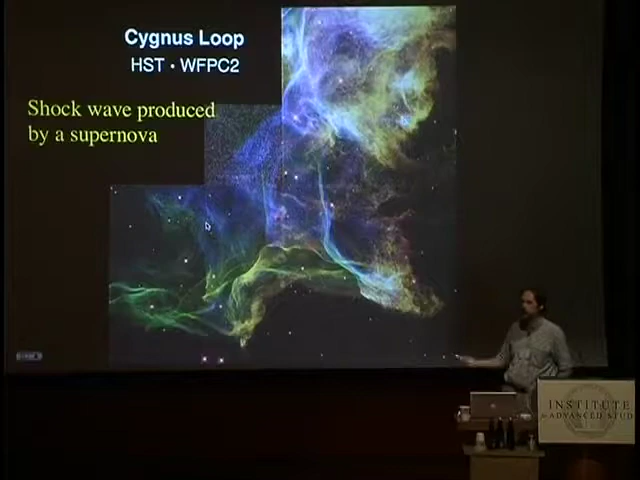 Cygnus Loop
HST • WFPC2
Shock wave produced
by a supernova
INSTITUTE
ADVANCED STUD